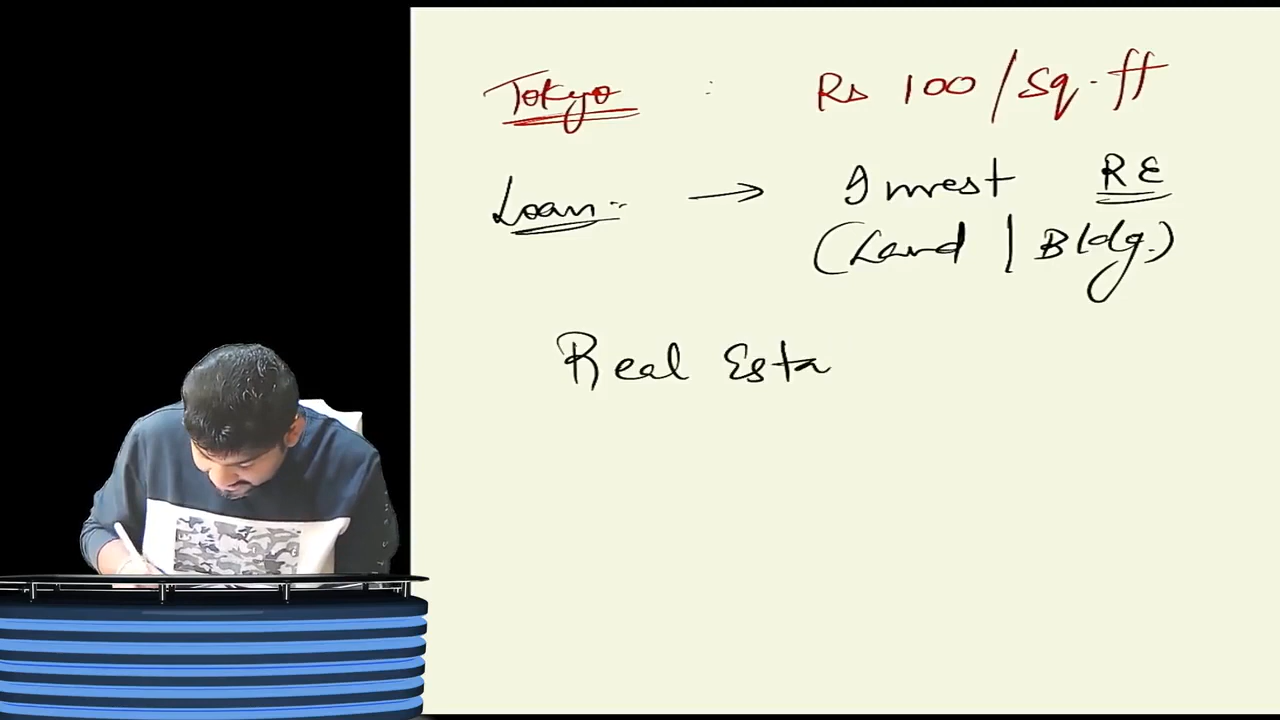 Tokyo : Rs 100/sq.ft
Loan :- → Invest RE
(Land | Bldg.)
Real Esta